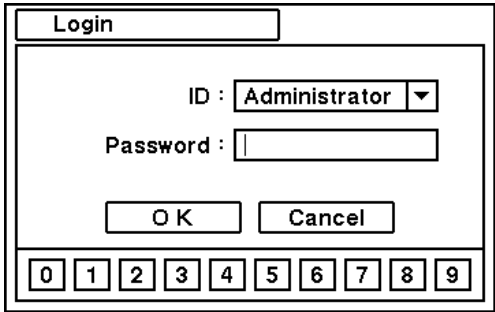 Login
ID : Administrator
Password :
OK Cancel
0 1 2 3 4 5 6 7 8 9